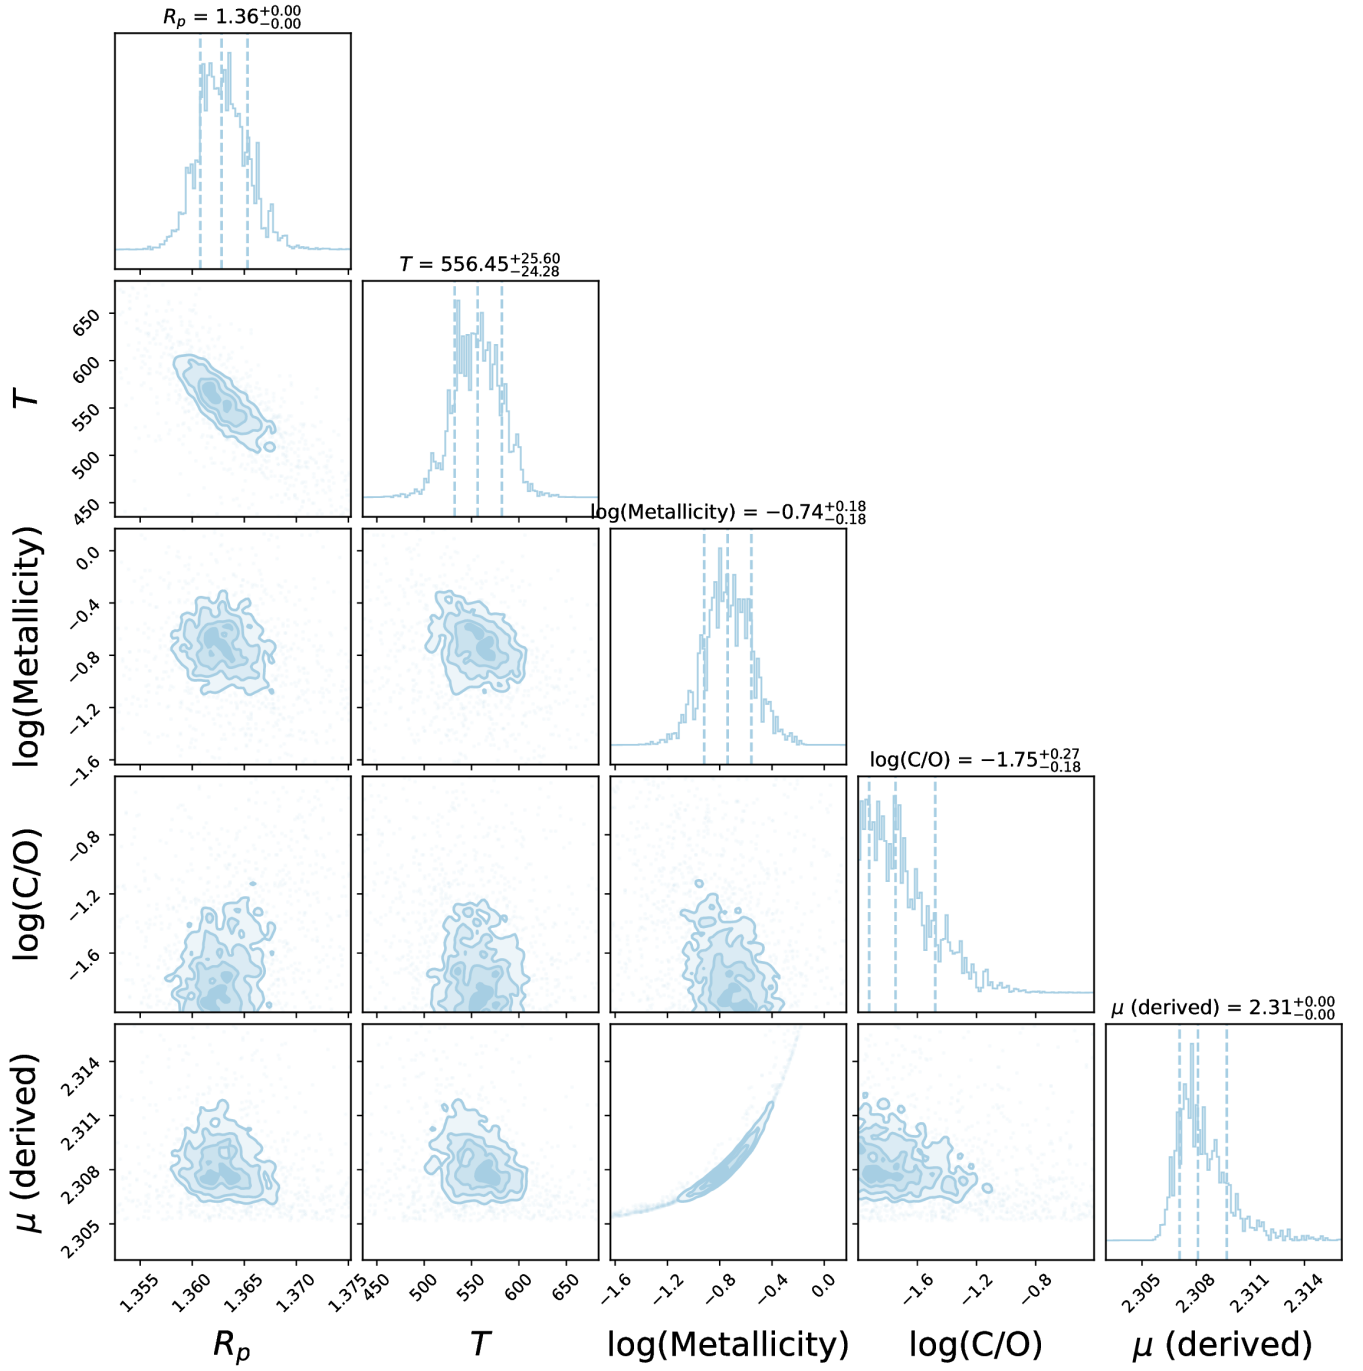 R_p = 1.36^{+0.00}_{-0.00}
T = 556.45^{+25.60}_{-24.28}
650
600
550
500
450
T
log(Metallicity) = −0.74^{+0.18}_{-0.18}
0.0
−0.4
−0.8
−1.2
−1.6
log(Metallicity)
log(C/O) = −1.75^{+0.27}_{-0.18}
−0.8
−1.2
−1.6
log(C/O)
μ (derived) = 2.31^{+0.00}_{-0.00}
2.314
2.311
2.308
2.305
μ (derived)
1.355 1.360 1.365 1.370 1.375
450 500 550 600 650
−1.6 −1.2 −0.8 −0.4 0.0
−1.6 −1.2 −0.8
2.305 2.308 2.311 2.314
R_p
T
log(Metallicity)
log(C/O)
μ (derived)